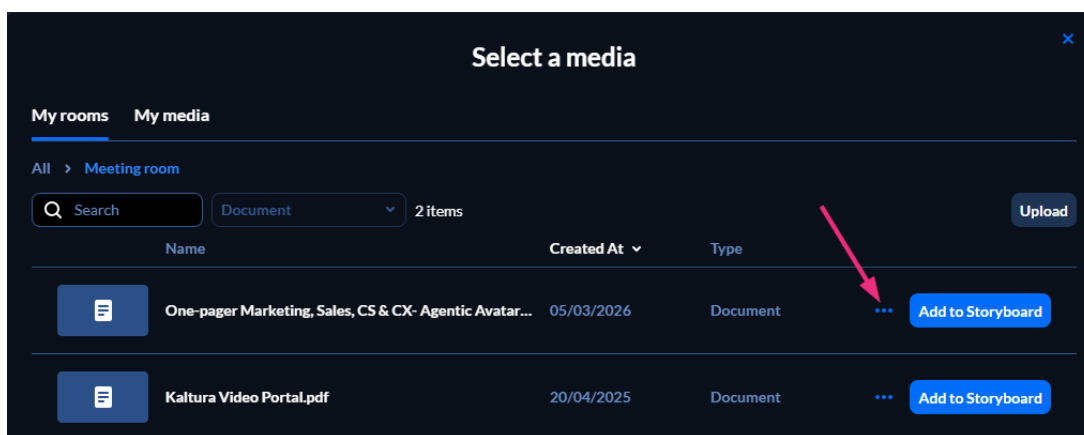 Select a media
My rooms My media
All > Meeting room
Search Document 2 items Upload
Name Created At Type
One-pager Marketing, Sales, CS & CX- Agentic Avatar... 05/03/2026 Document ... Add to Storyboard
Kaltura Video Portal.pdf 20/04/2025 Document ... Add to Storyboard